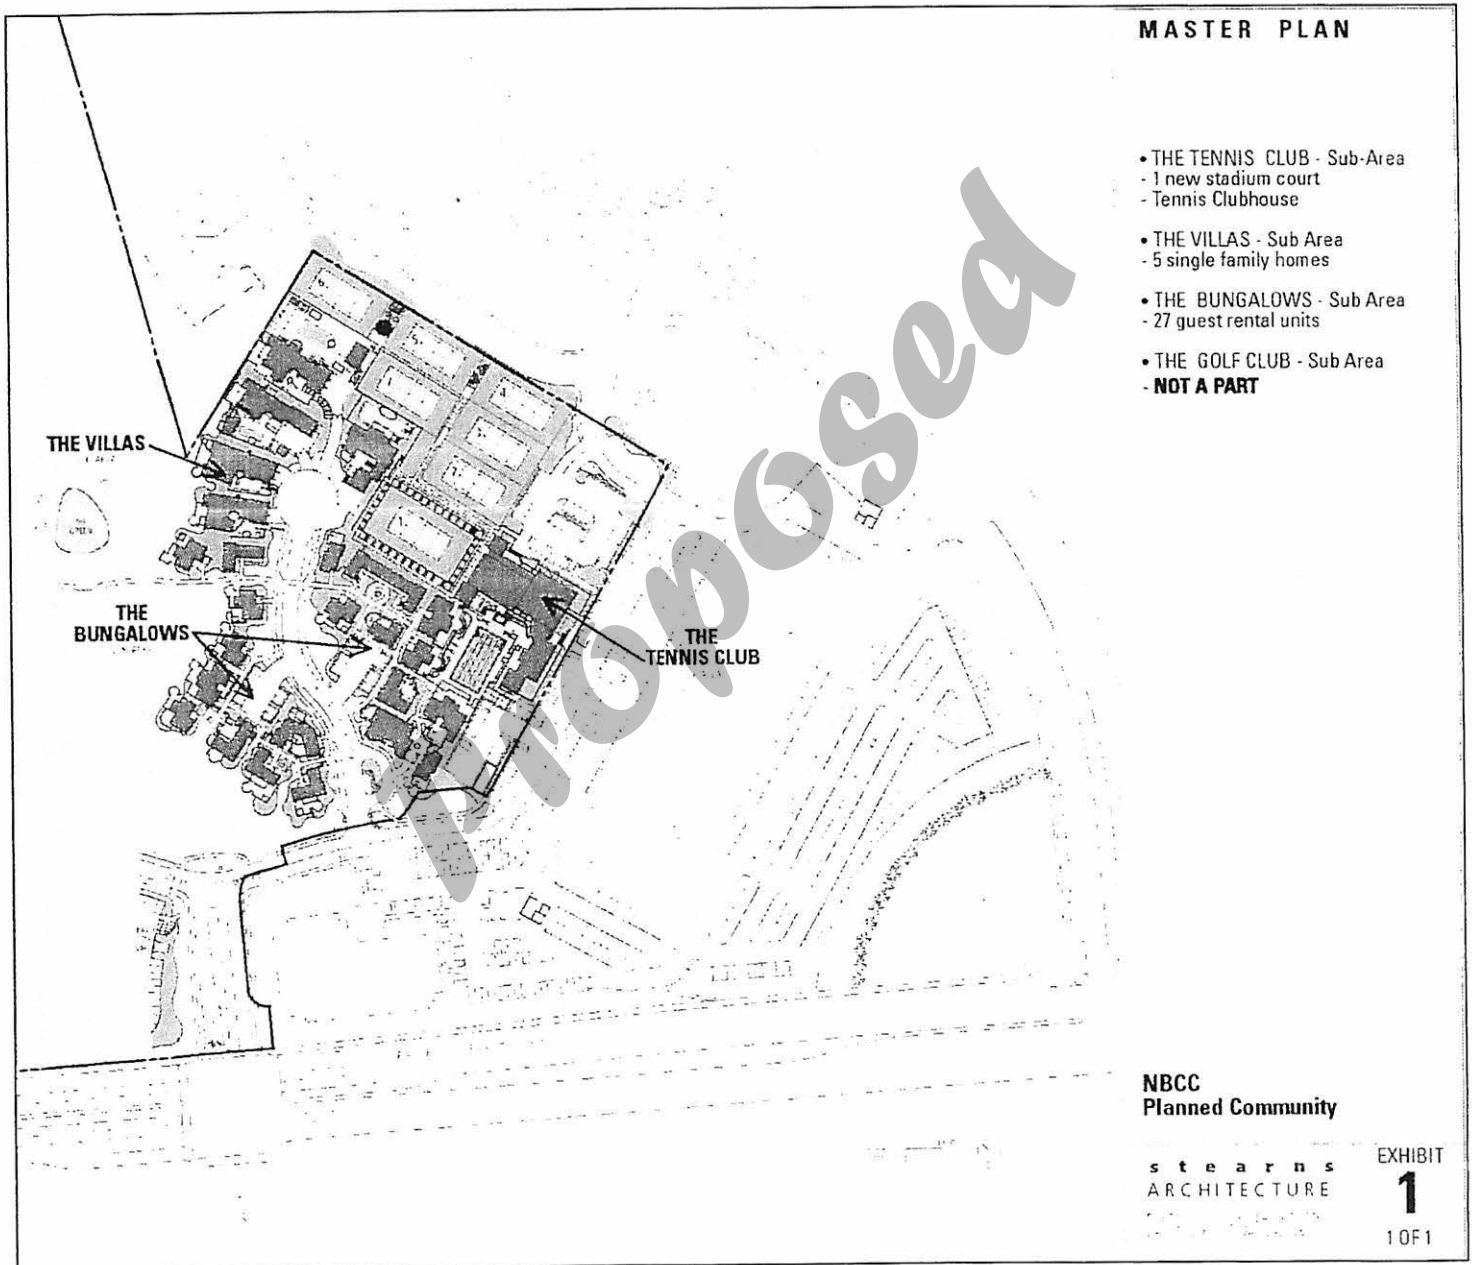 MASTER PLAN
• THE TENNIS CLUB - Sub-Area
- 1 new stadium court
- Tennis Clubhouse
• THE VILLAS - Sub Area
- 5 single family homes
• THE BUNGALOWS - Sub Area
- 27 guest rental units
• THE GOLF CLUB - Sub Area
- NOT A PART
THE VILLAS
THE
BUNGALOWS
THE
TENNIS CLUB
Proposed
NBCC
Planned Community
stearns
ARCHITECTURE
EXHIBIT
1
1 OF 1